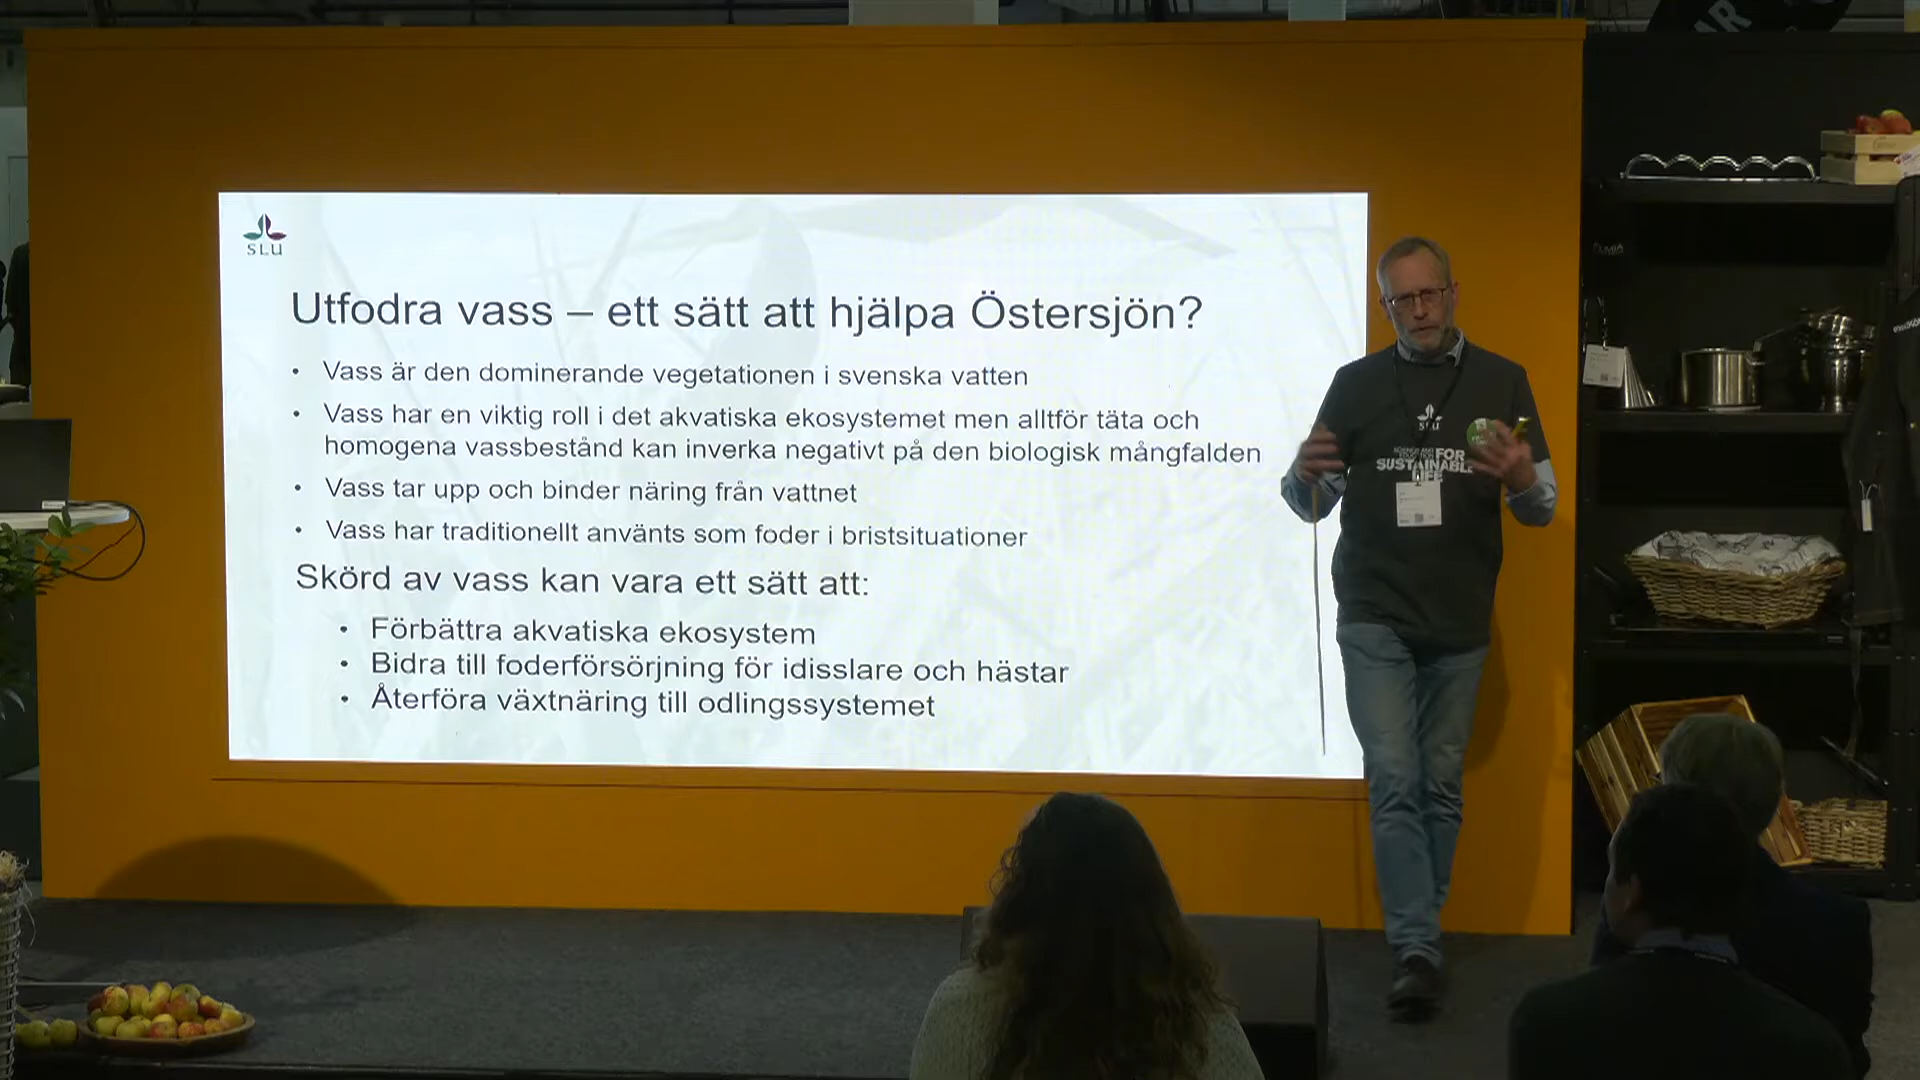 SLU
Utfodra vass – ett sätt att hjälpa Östersjön?
• Vass är den dominerande vegetationen i svenska vatten
• Vass har en viktig roll i det akvatiska ekosystemet men alltför täta och
homogena vassbestånd kan inverka negativt på den biologisk mångfalden
• Vass tar upp och binder näring från vattnet
• Vass har traditionellt använts som foder i bristsituationer
Skörd av vass kan vara ett sätt att:
• Förbättra akvatiska ekosystem
• Bidra till foderförsörjning för idisslare och hästar
• Återföra växtnäring till odlingssystemet
SLU
FOR
SUSTAINABLE
LIFE